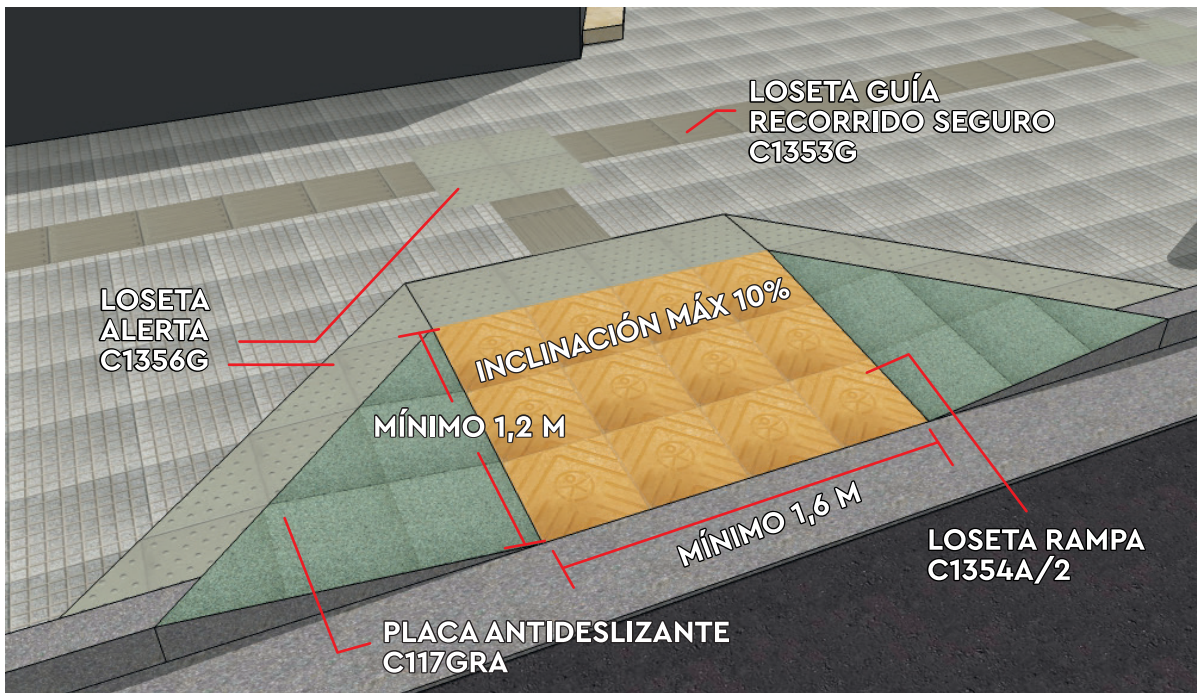 LOSETA GUÍA
RECORRIDO SEGURO
C1353G
LOSETA
ALERTA
C1356G
INCLINACIÓN MÁX 10%
MÍNIMO 1,2 M
MÍNIMO 1,6 M
LOSETA RAMPA
C1354A/2
PLACA ANTIDESLIZANTE
C117GRA